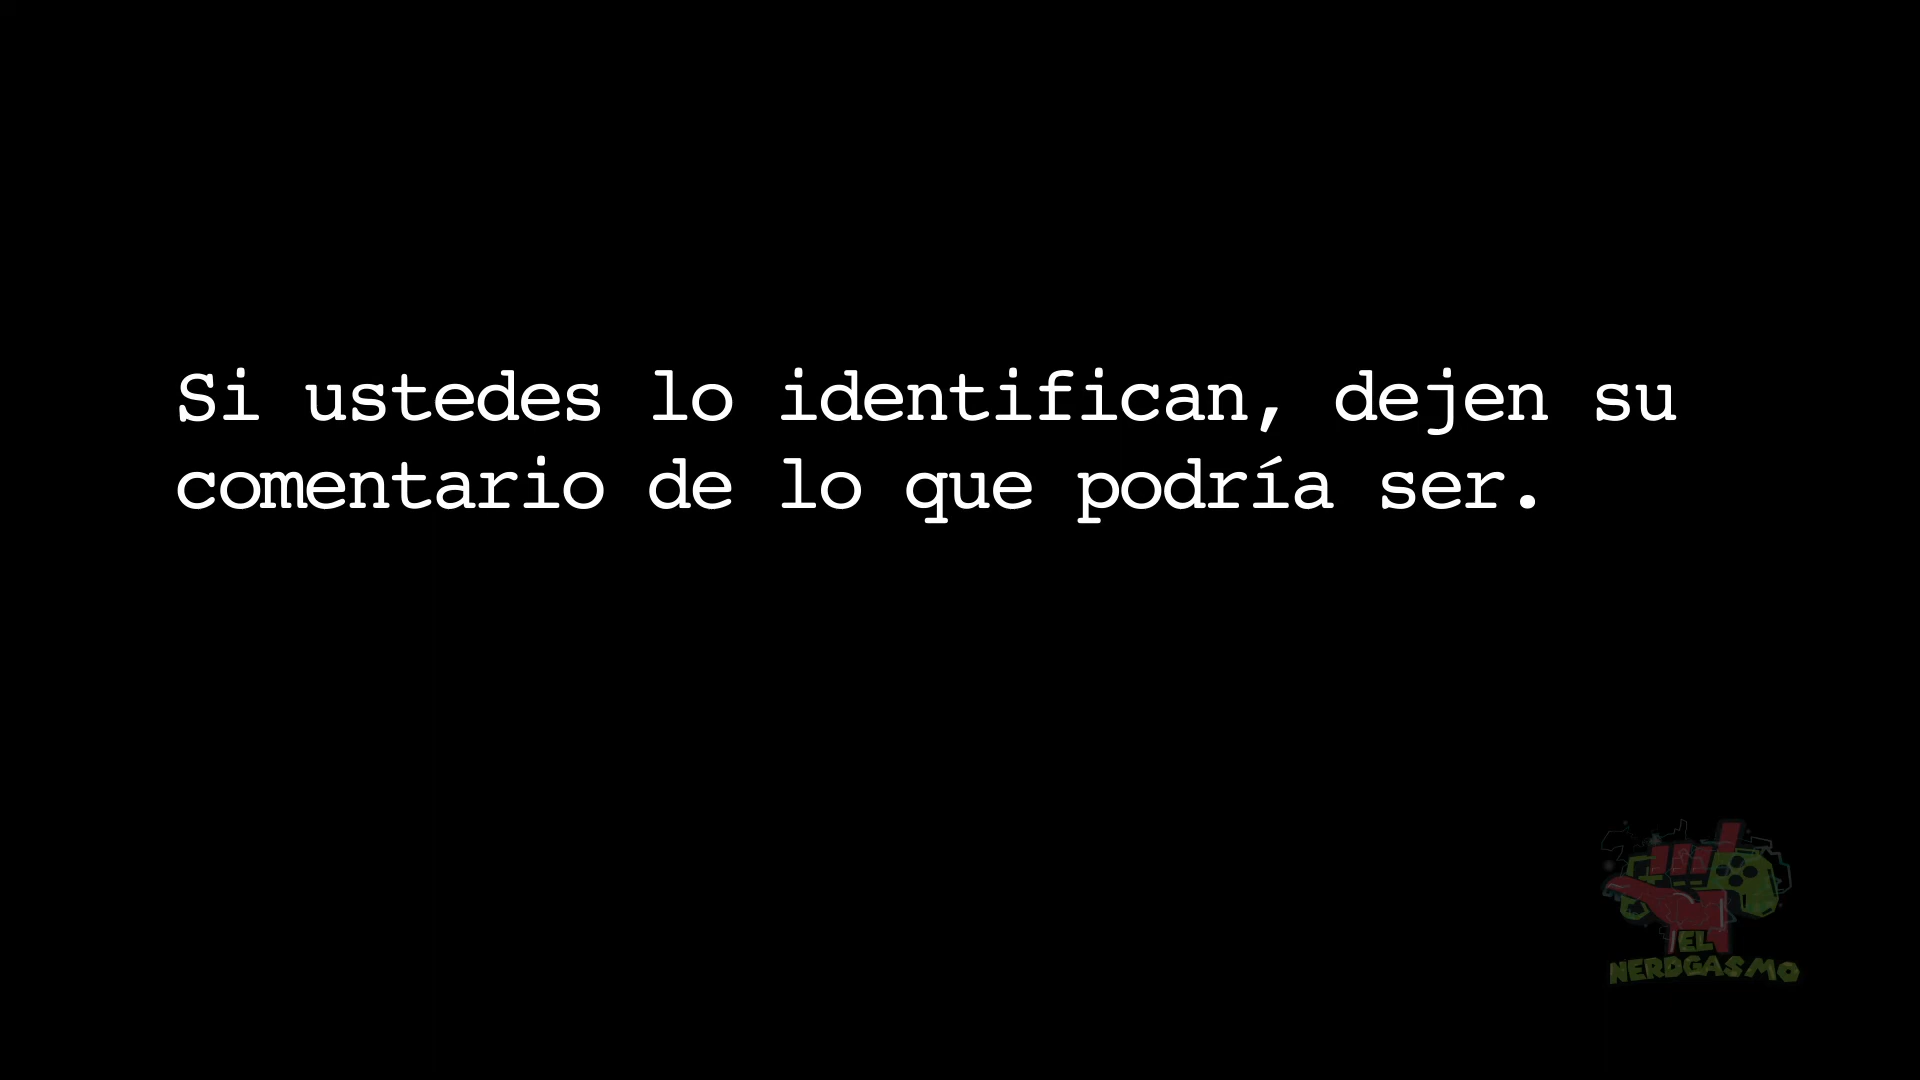 Si ustedes lo identifican, dejen su
comentario de lo que podría ser.
EL
NERDGASMO